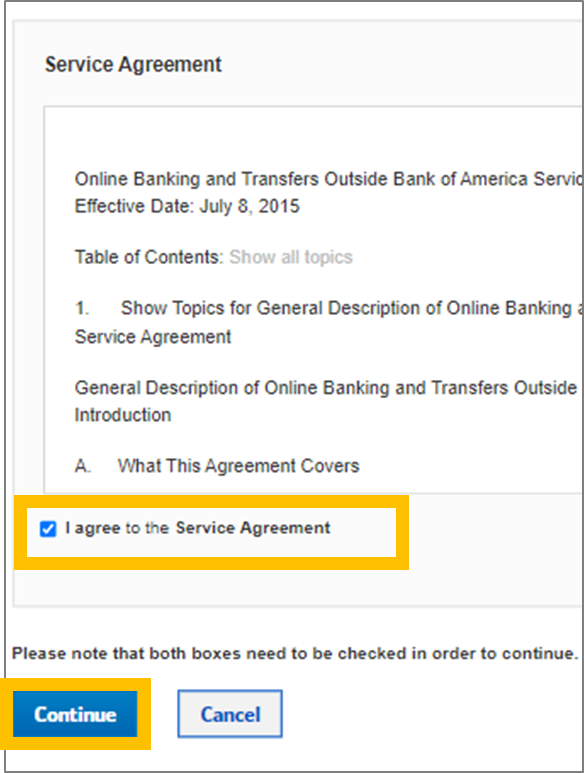 Service Agreement
Online Banking and Transfers Outside Bank of America Servic
Effective Date: July 8, 2015
Table of Contents: Show all topics
1. Show Topics for General Description of Online Banking a
Service Agreement
General Description of Online Banking and Transfers Outside
Introduction
A. What This Agreement Covers
I agree to the Service Agreement
Please note that both boxes need to be checked in order to continue.
Continue Cancel